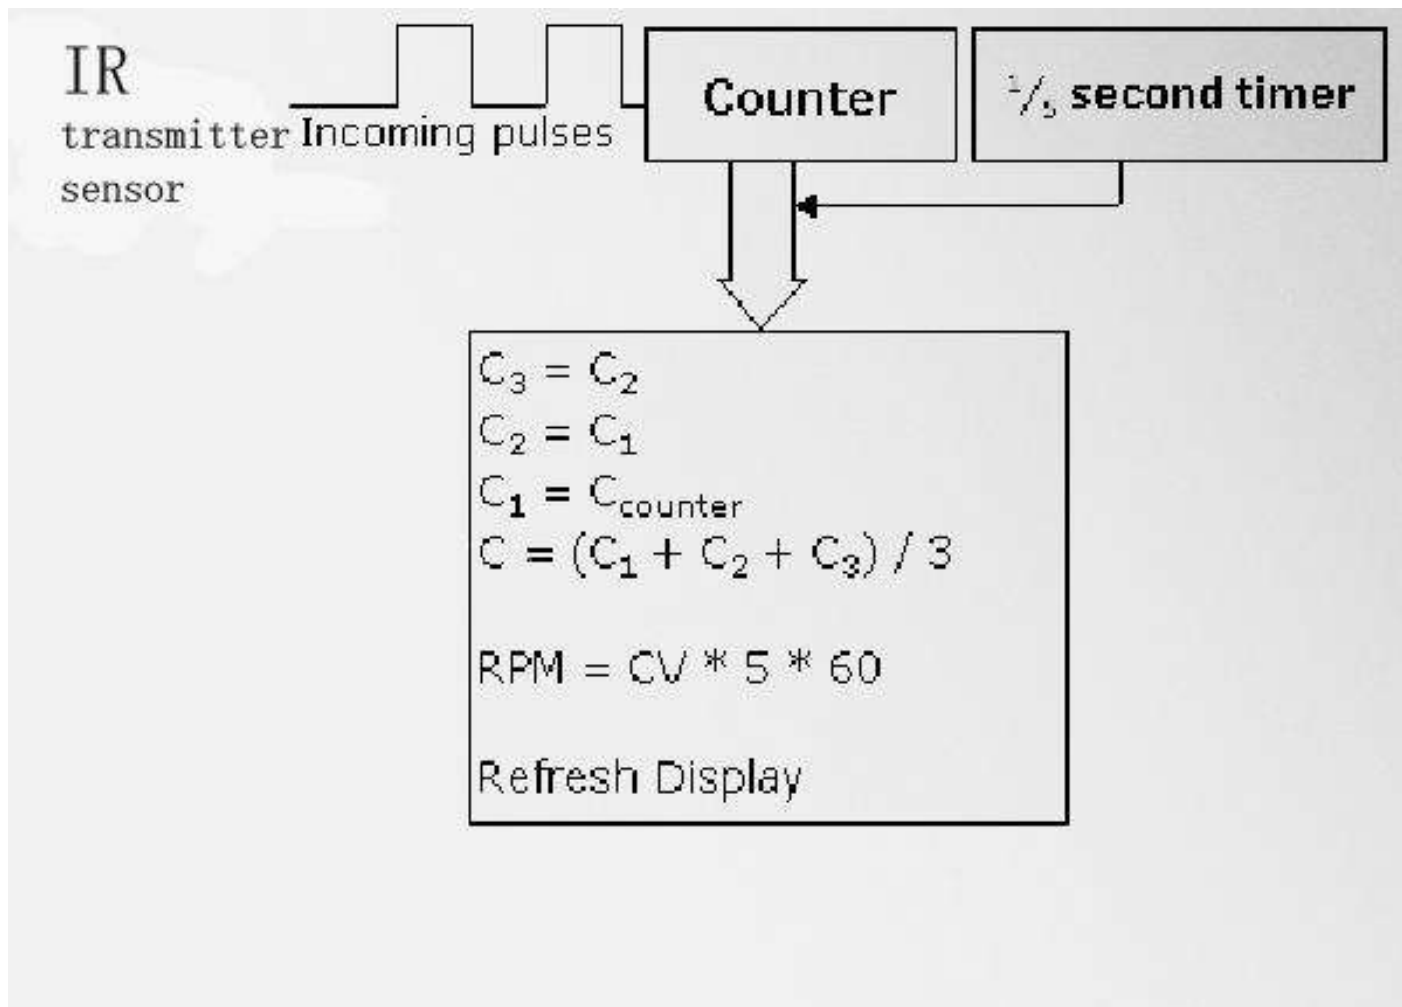 IR
transmitter
sensor
Incoming pulses
Counter
1/5 second timer
C3 = C2
C2 = C1
C1 = Ccounter
C = (C1 + C2 + C3) / 3
RPM = CV * 5 * 60
Refresh Display